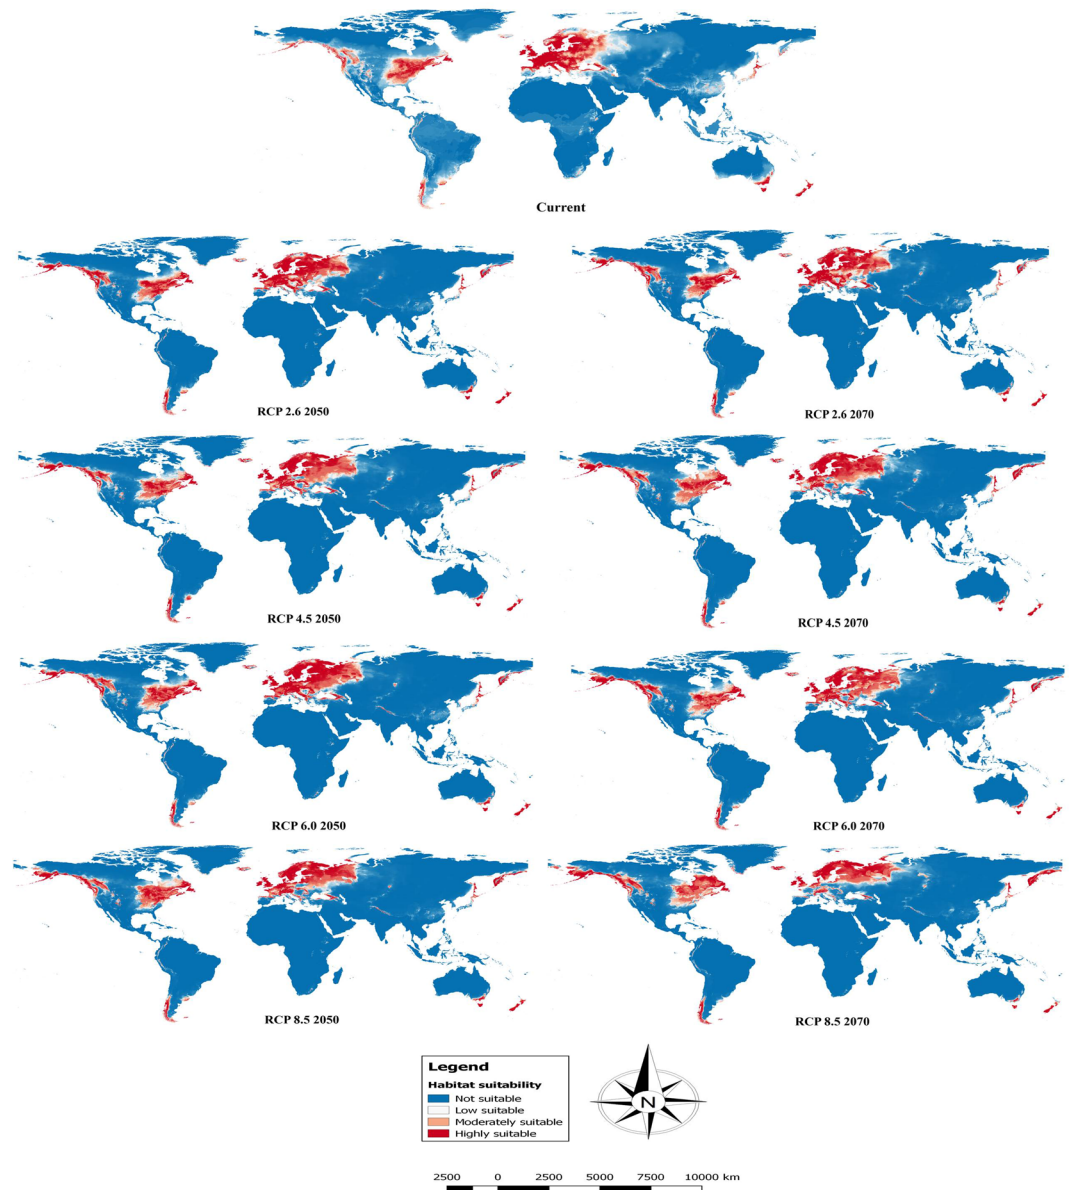 Current
RCP 2.6 2050
RCP 2.6 2070
RCP 4.5 2050
RCP 4.5 2070
RCP 6.0 2050
RCP 6.0 2070
RCP 8.5 2050
RCP 8.5 2070
Legend
Habitat suitability
Not suitable
Low suitable
Moderately suitable
Highly suitable
N
2500 0 2500 5000 7500 10000 km